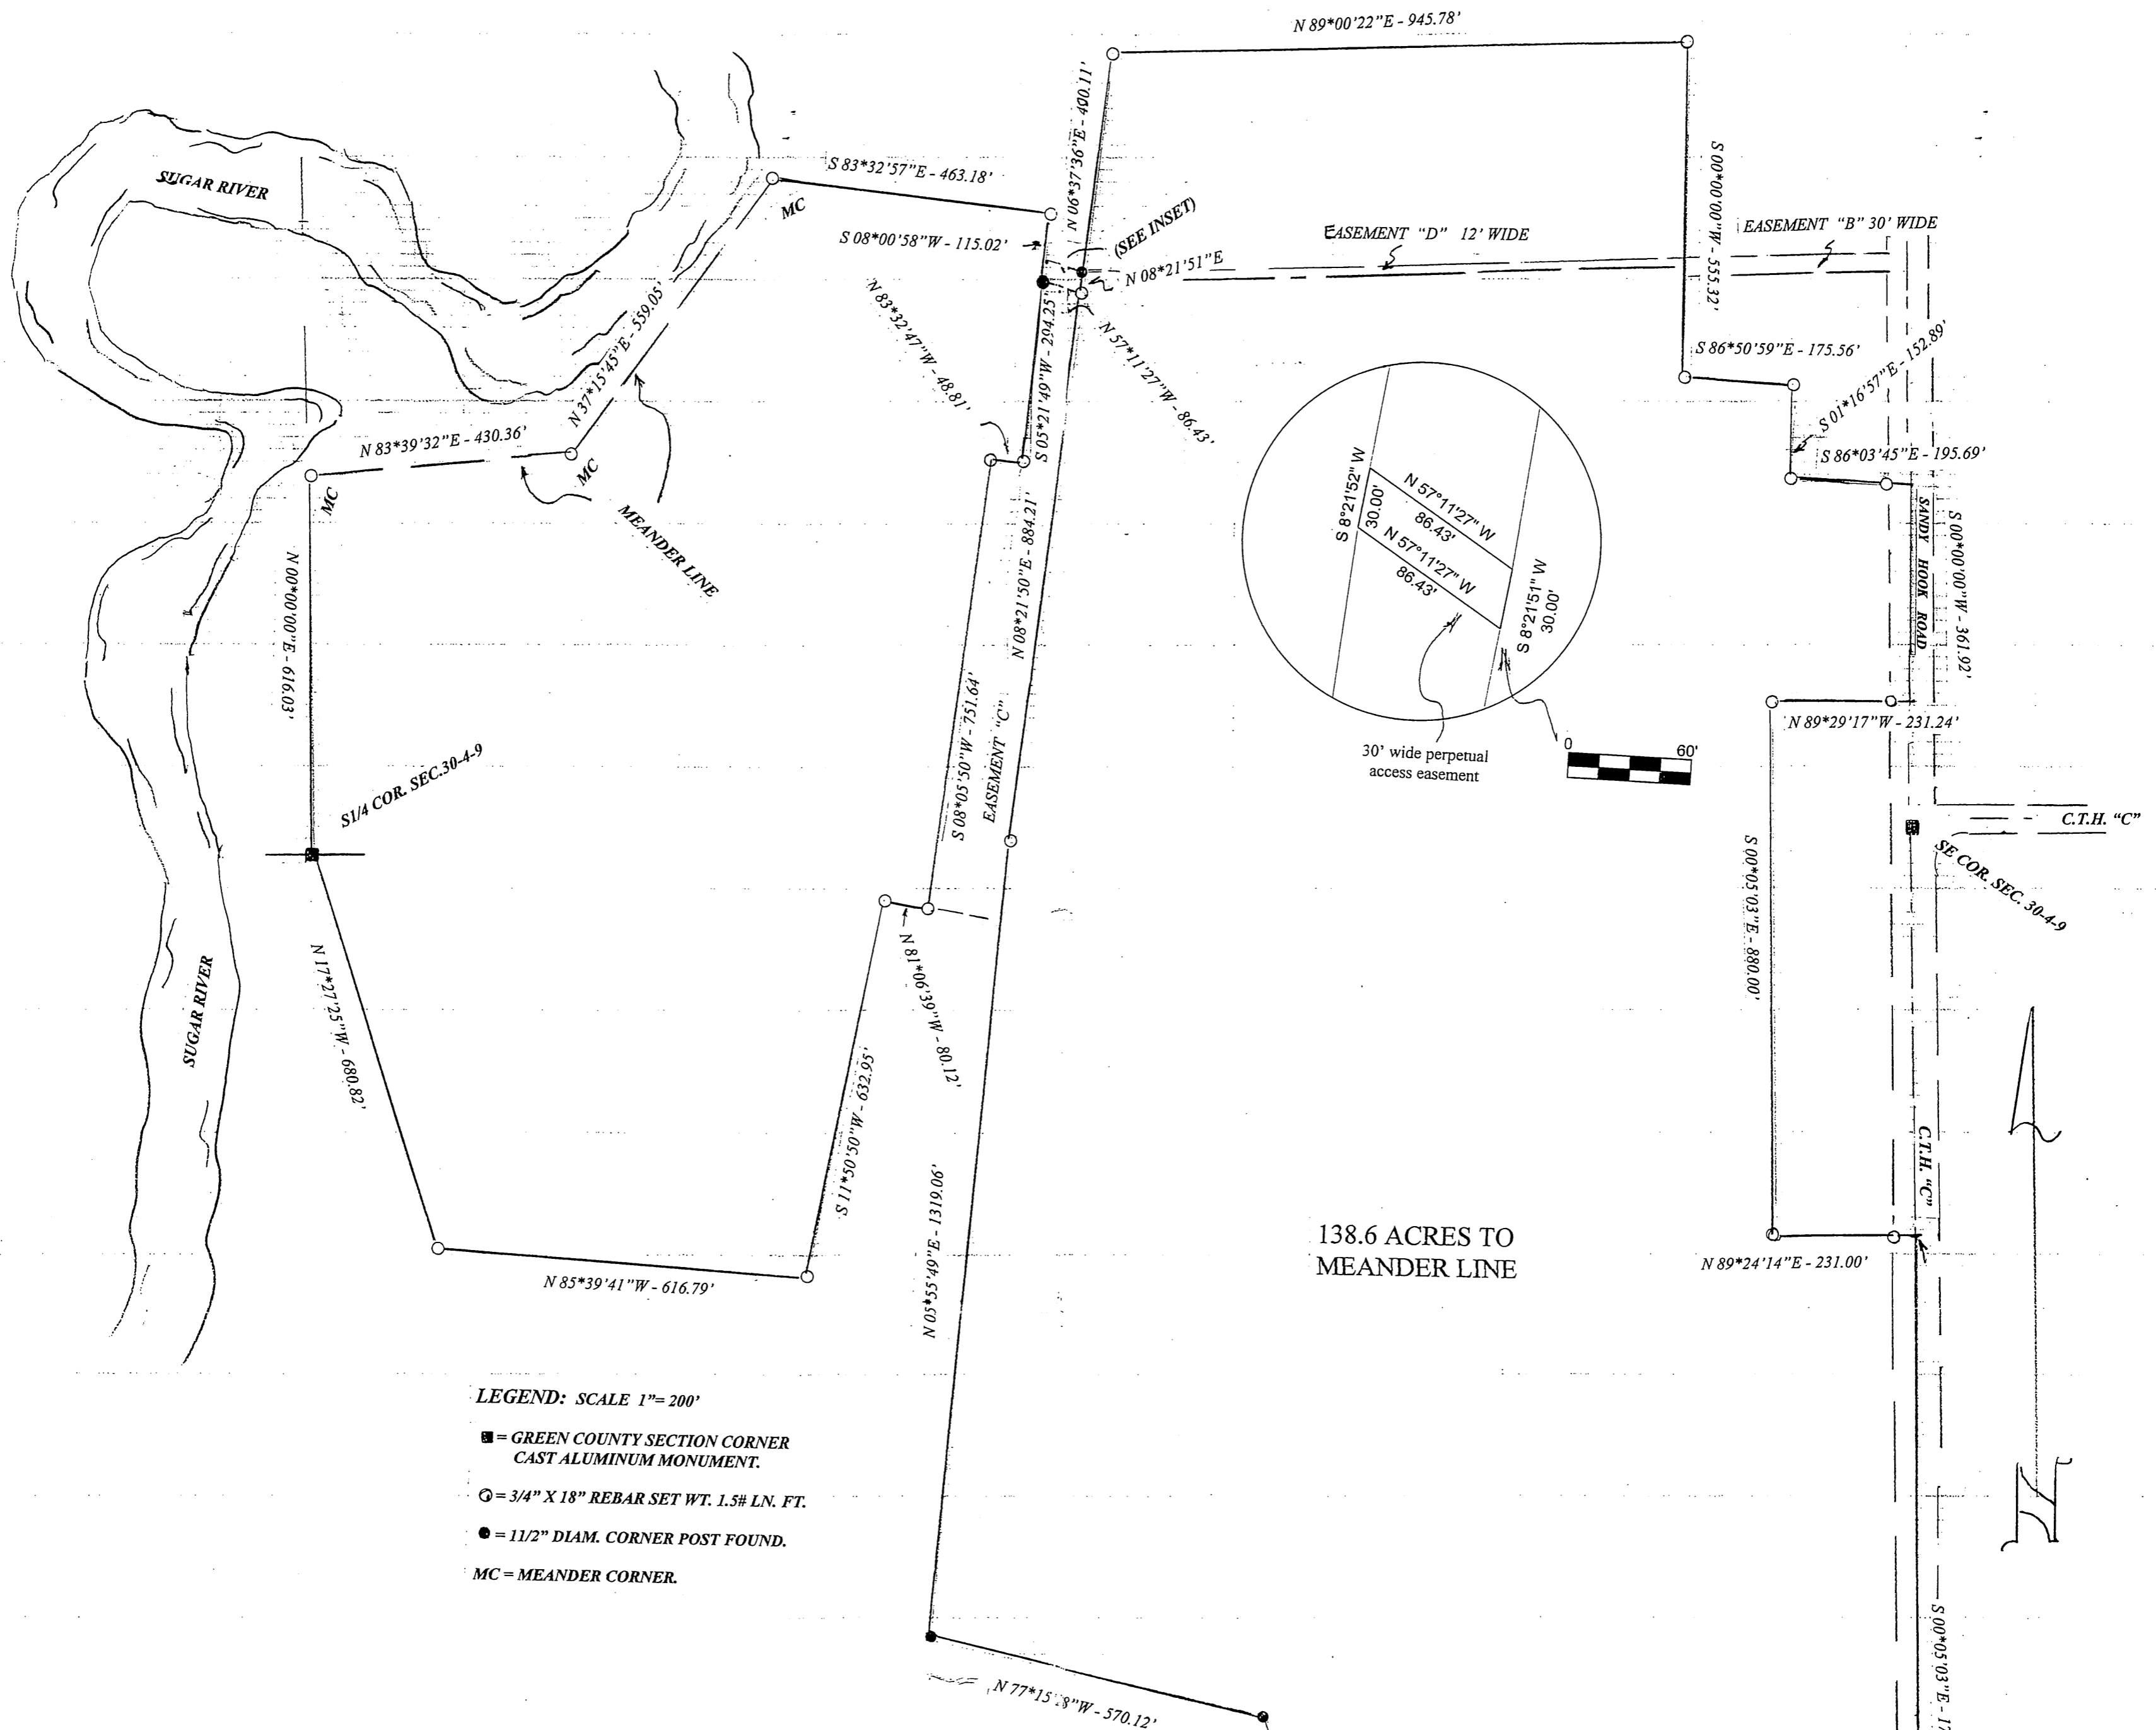 N 89*00'22"E - 945.78'
N 06*37'36"E - 400.11'
S 00*00'00"W - 555.32'
SUGAR RIVER
S 83*32'57"E - 463.18'
MC
S 08*00'58"W - 115.02'
(SEE INSET)
N 08*21'51"E
EASEMENT "D" 12' WIDE
EASEMENT "B" 30' WIDE
N 37*15'45"E - 559.05'
N 83*32'47"W - 48.81'
S 05*21'49"W - 294.25'
N 57*11'27"W - 86.43'
S 86*50'59"E - 175.56'
S 01*16'57"E - 152.89'
S 86*03'45"E - 195.69'
N 83*39'32"E - 430.36'
MC
MC
MEANDER LINE
S 8°21'52" W
30.00'
N 57°11'27" W
86.43'
N 57°11'27" W
86.43'
S 8°21'51" W
30.00'
SANDY HOOK ROAD
S 00*00'00"W - 361.92'
N 00*00'00"E - 616.03'
N 08*21'50"E - 884.21'
S 08*05'50"W - 751.64'
EASEMENT "C"
30' wide perpetual
access easement
0 60'
N 89*29'17"W - 231.24'
S1/4 COR. SEC.30-4-9
C.T.H. "C"
SE COR. SEC. 30-4-9
S 00*05'03"E - 880.00'
N 17*27'25"W - 680.82'
N 81*06'39"W - 80.12'
SUGAR RIVER
S 11*50'50"W - 632.95'
N 05*55'49"E - 1319.06'
C.T.H. "C"
138.6 ACRES TO
MEANDER LINE
N 89*24'14"E - 231.00'
N 85*39'41"W - 616.79'
LEGEND: SCALE 1"= 200'
= GREEN COUNTY SECTION CORNER
CAST ALUMINUM MONUMENT.
= 3/4" X 18" REBAR SET WT. 1.5# LN. FT.
= 11/2" DIAM. CORNER POST FOUND.
MC = MEANDER CORNER.
N
S 00*05'03"E -
"W - 570.12'